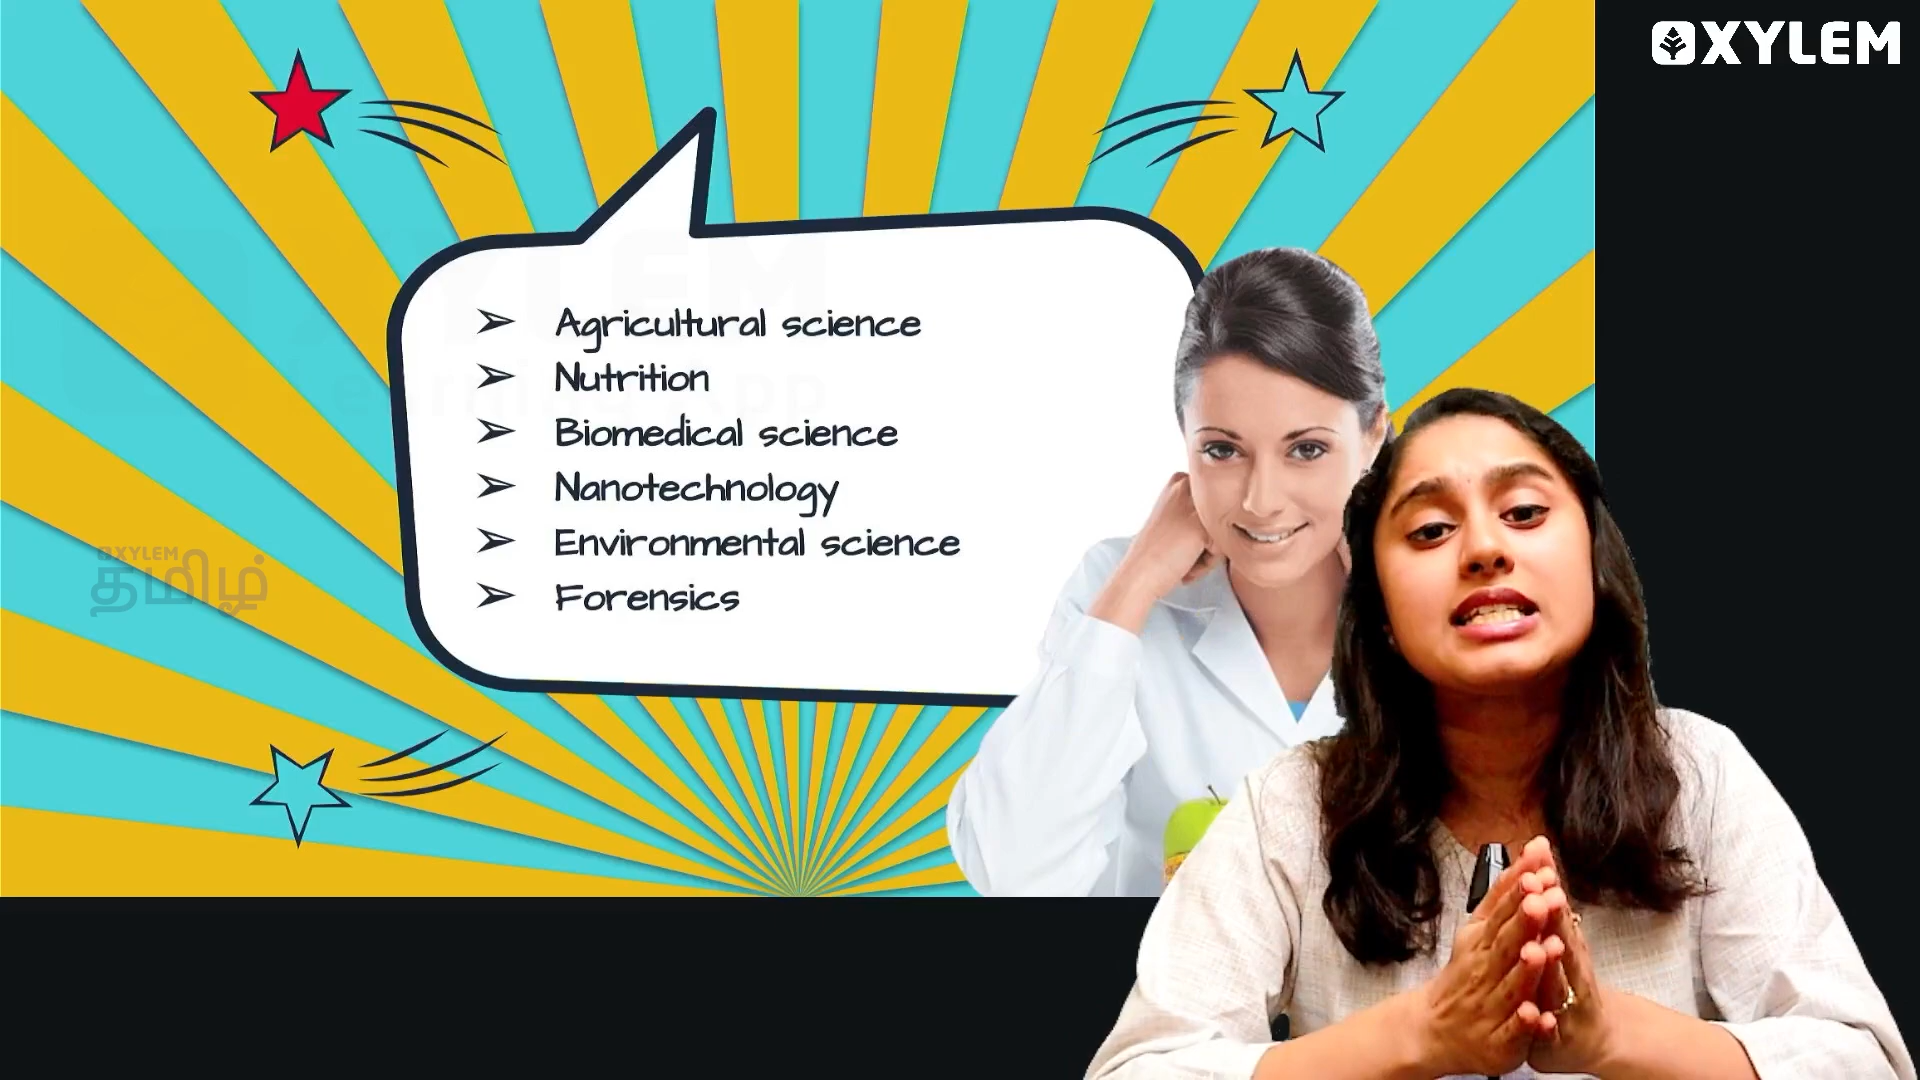 XYLEM
Agricultural science
Nutrition
Biomedical science
Nanotechnology
Environmental science
Forensics
XYLEM
தமிழ்